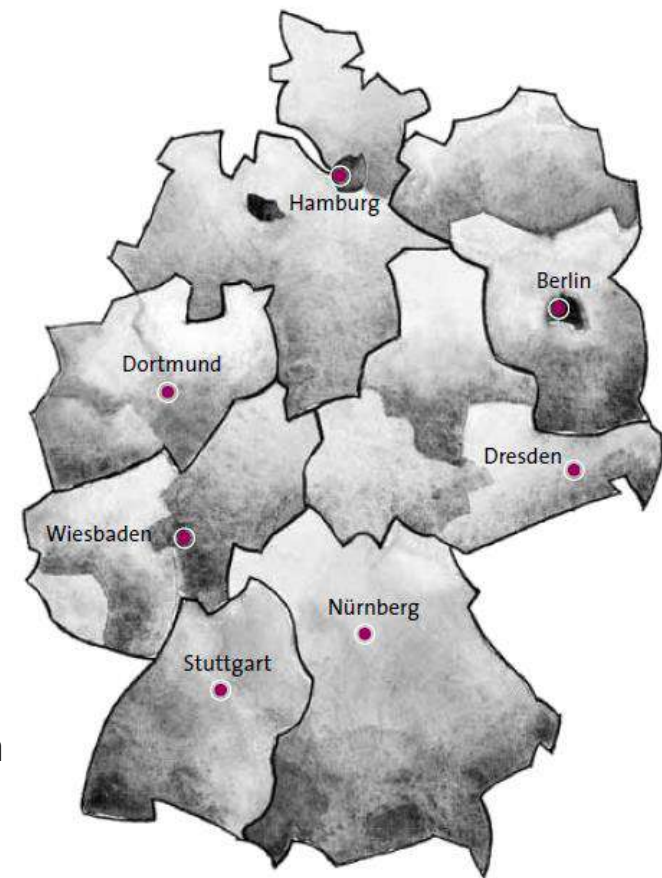 Hamburg
Berlin
Dortmund
Dresden
Wiesbaden
Nürnberg
Stuttgart
n